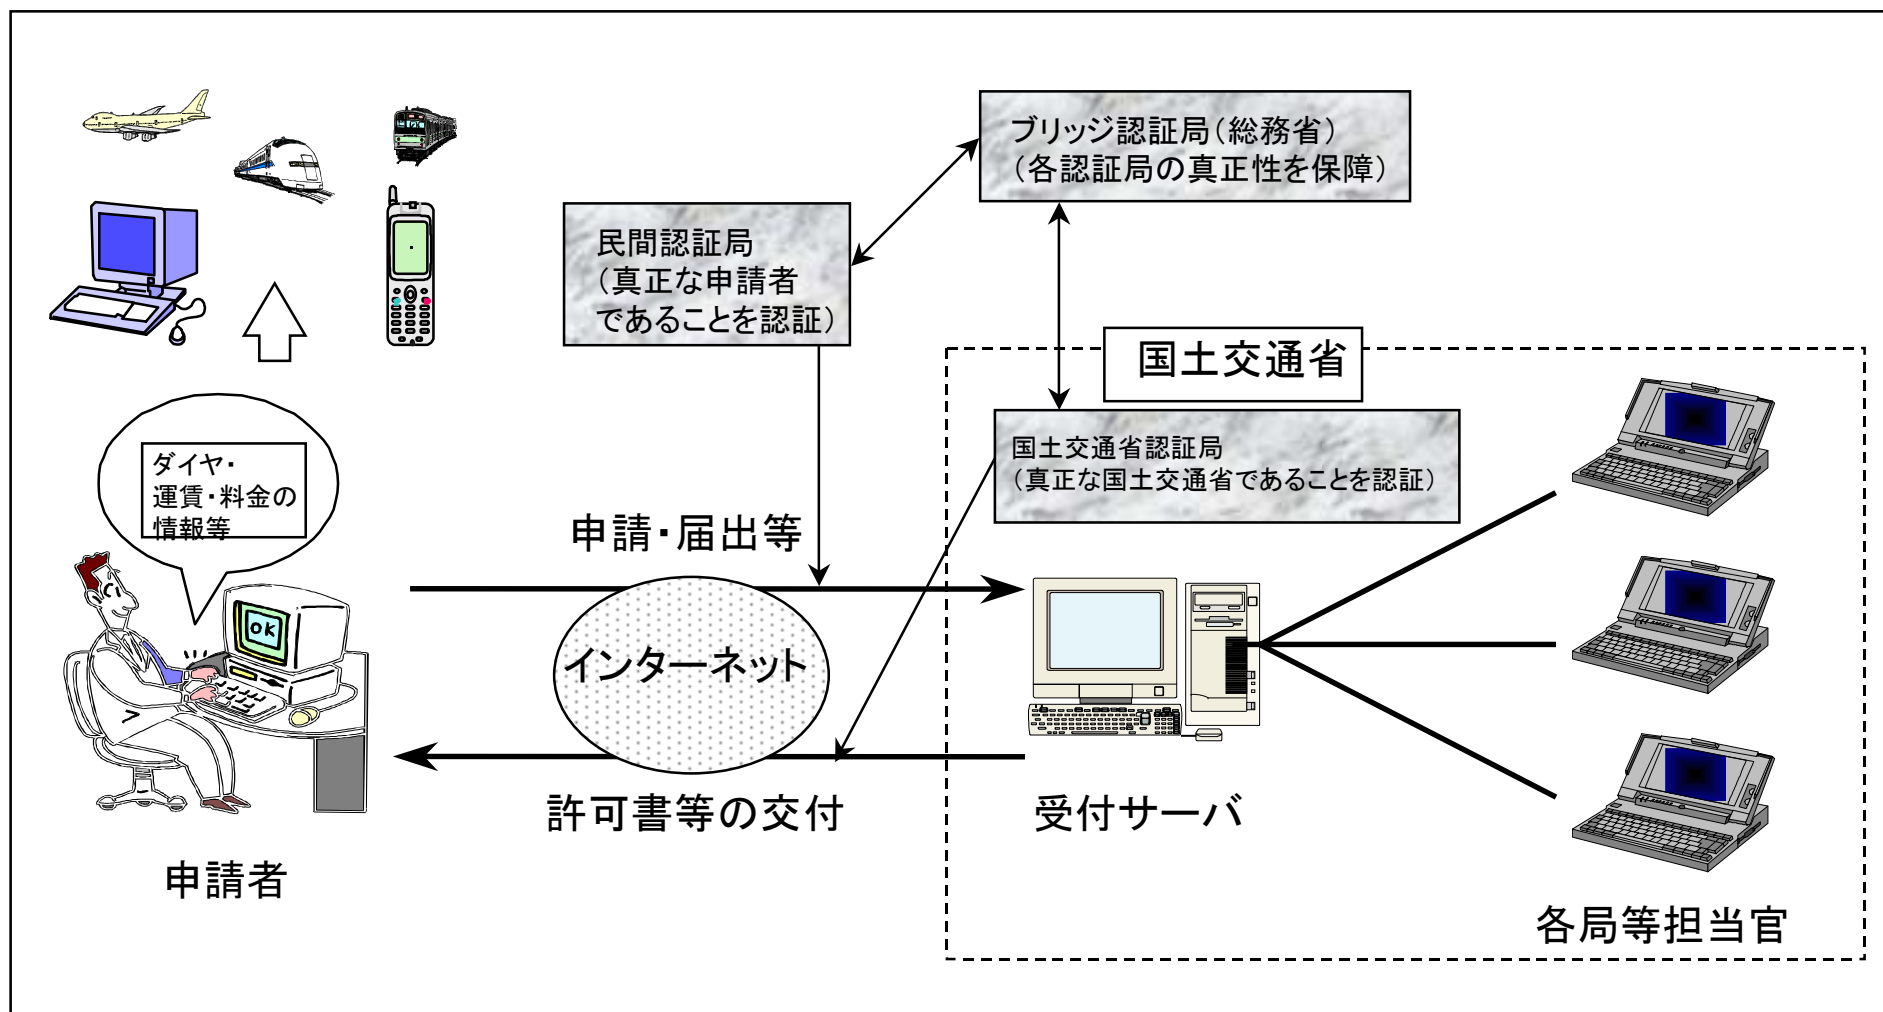 ブリッジ認証局（総務省）
（各認証局の真正性を保障）
民間認証局
（真正な申請者
であることを認証）
国土交通省
国土交通省認証局
（真正な国土交通省であることを認証）
ダイヤ・
運賃・料金の
情報等
申請・届出等
OK
インターネット
許可書等の交付
受付サーバ
申請者
各局等担当官